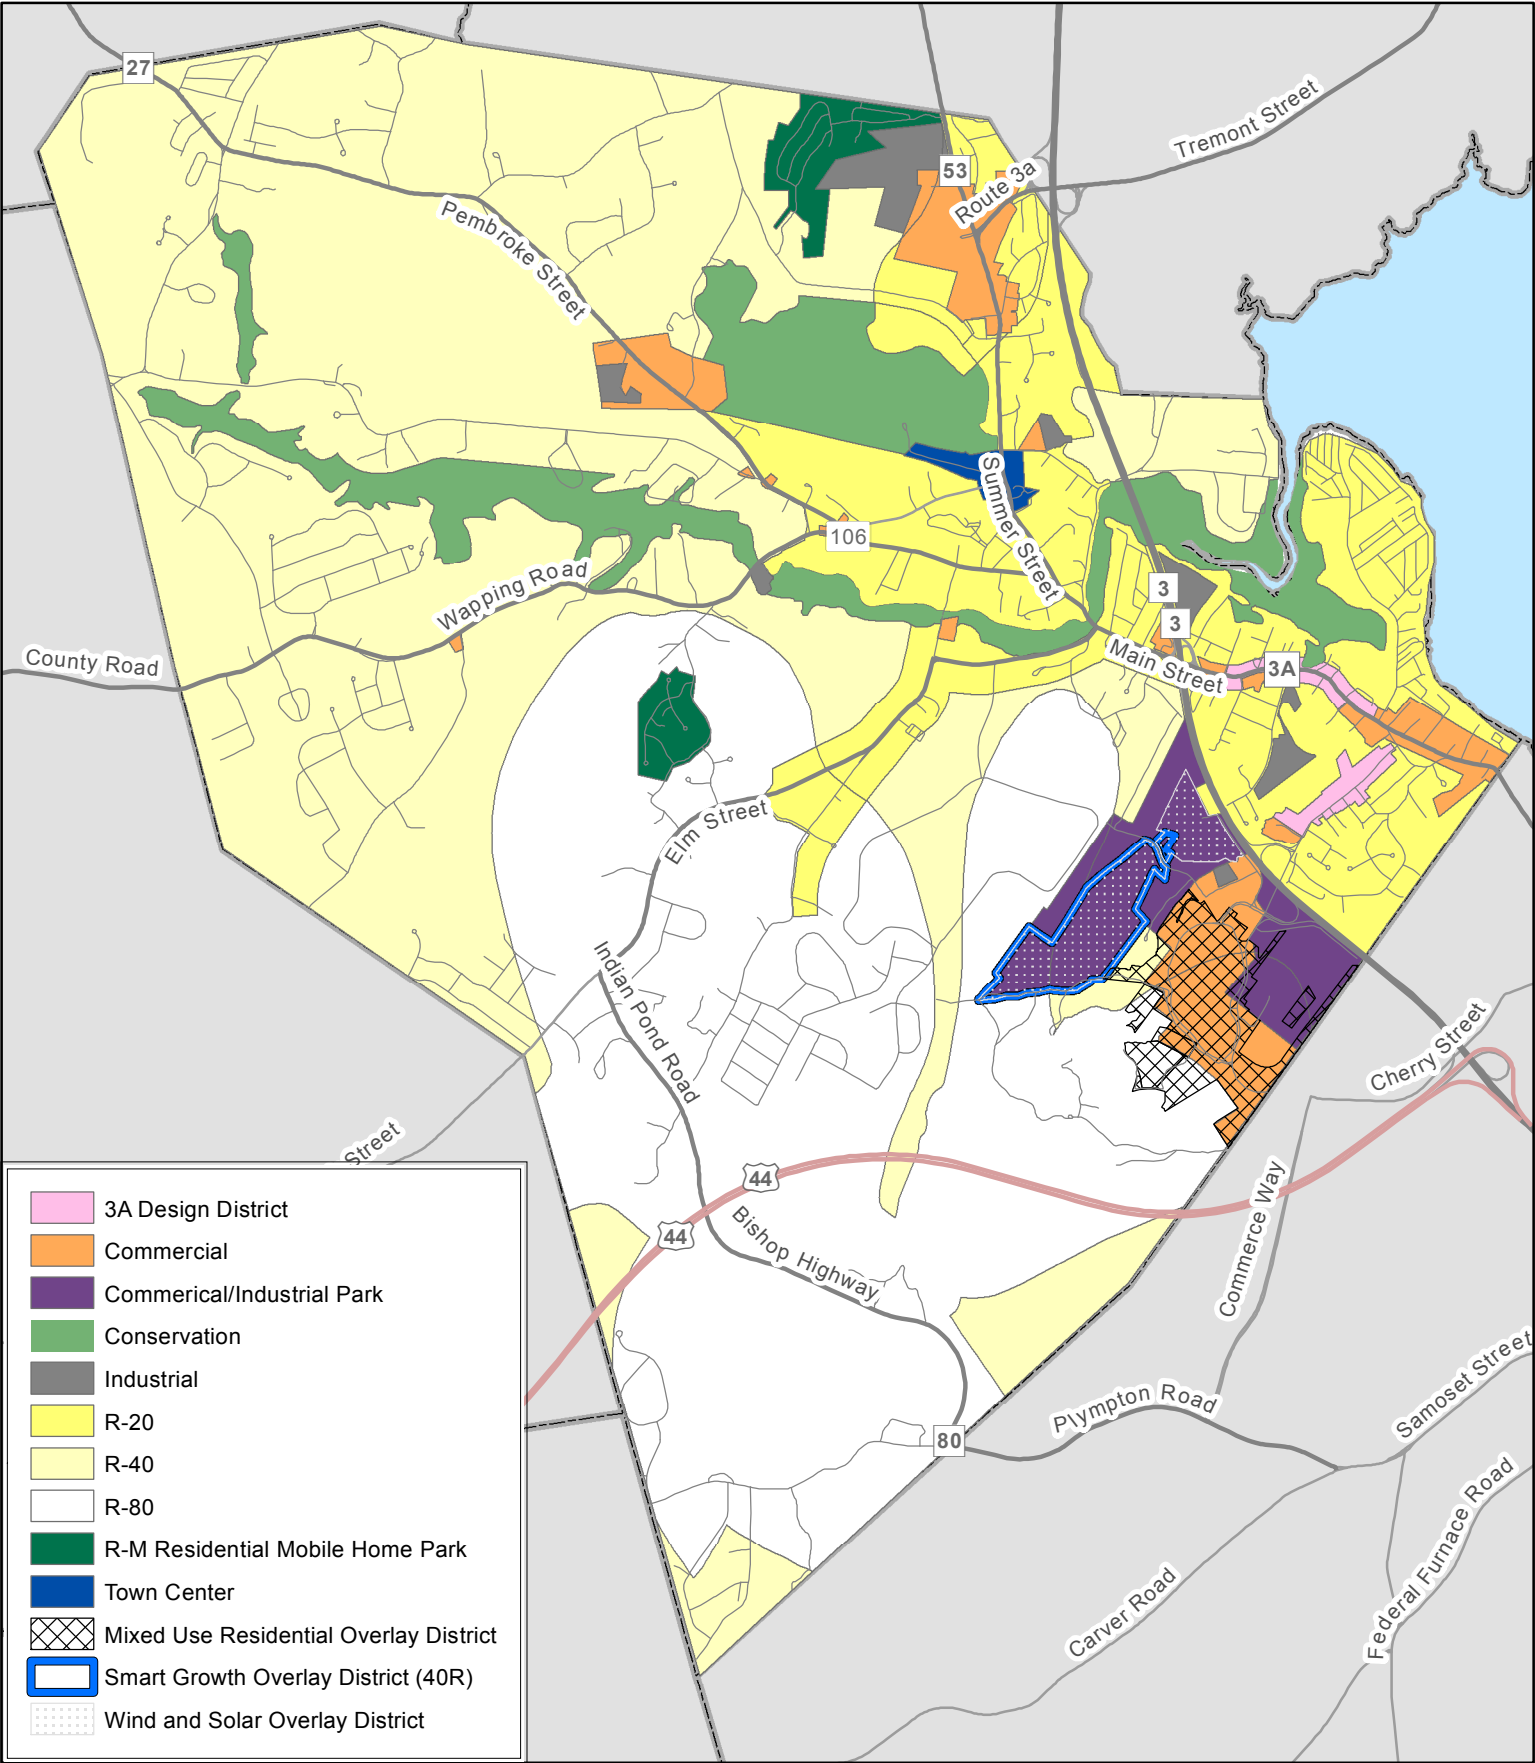 27
Tremont Street
53
Route 3a
Pembroke Street
Summer Street
106
Wapping Road
3
3
County Road
Main Street
3A
Elm Street
Indian Pond Road
Cherry Street
Street
44
44
Bishop Highway
Commerce Way
Samoset Street
Plympton Road
80
Federal Furnace Road
Carver Road
3A Design District
Commercial
Commerical/Industrial Park
Conservation
Industrial
R-20
R-40
R-80
R-M Residential Mobile Home Park
Town Center
Mixed Use Residential Overlay District
Smart Growth Overlay District (40R)
Wind and Solar Overlay District